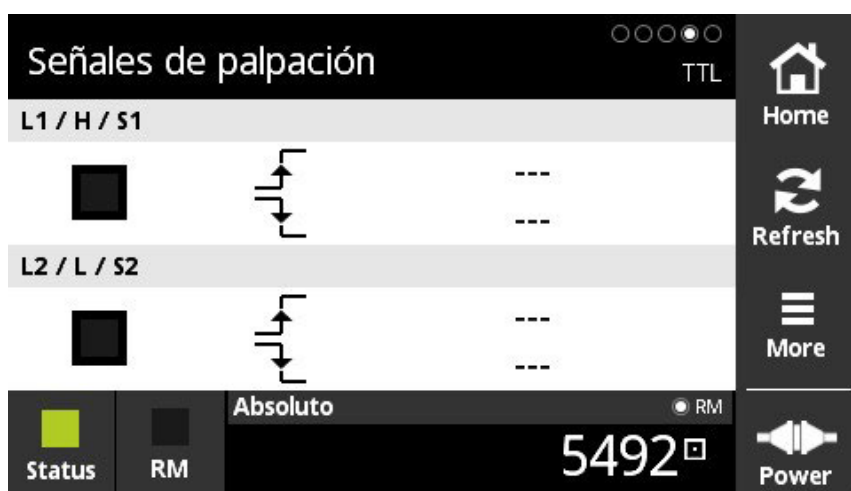 Señales de palpación
TTL
Home
L1 / H / S1
---
---
Refresh
L2 / L / S2
---
---
More
Absoluto
RM
5492
Status
RM
Power